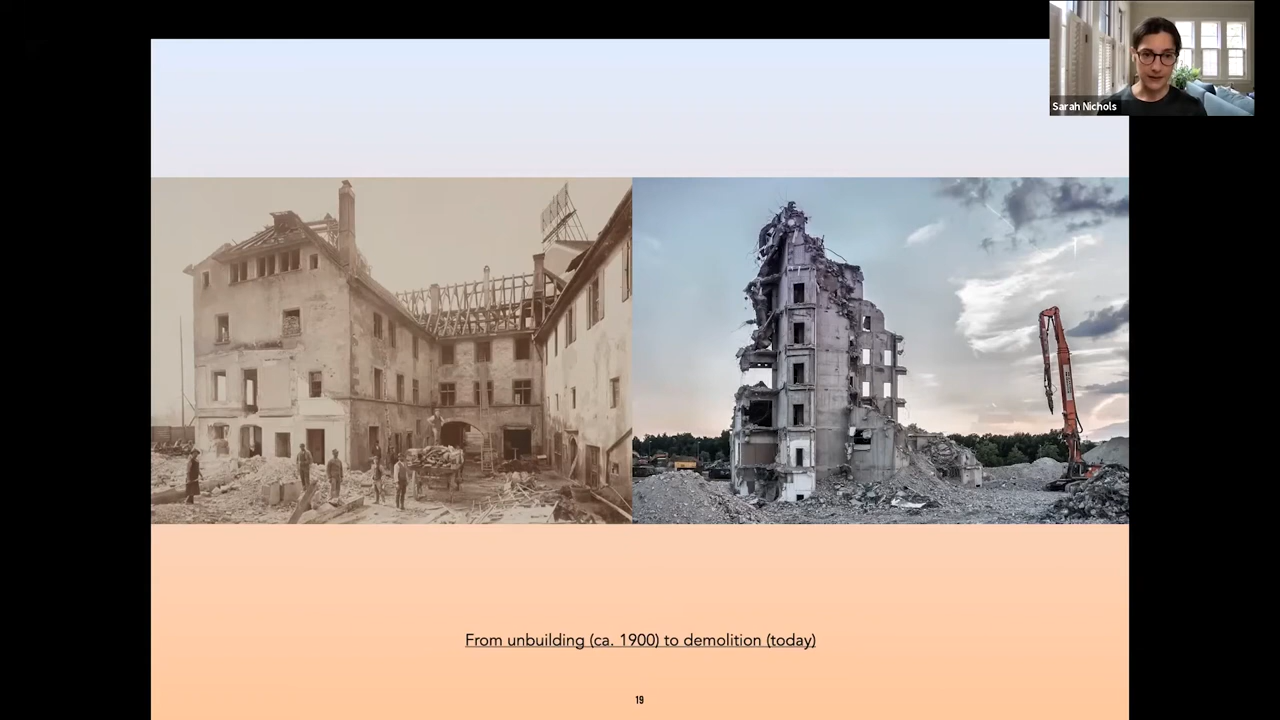 Sarah Nichols
From unbuilding (ca. 1900) to demolition (today)
19